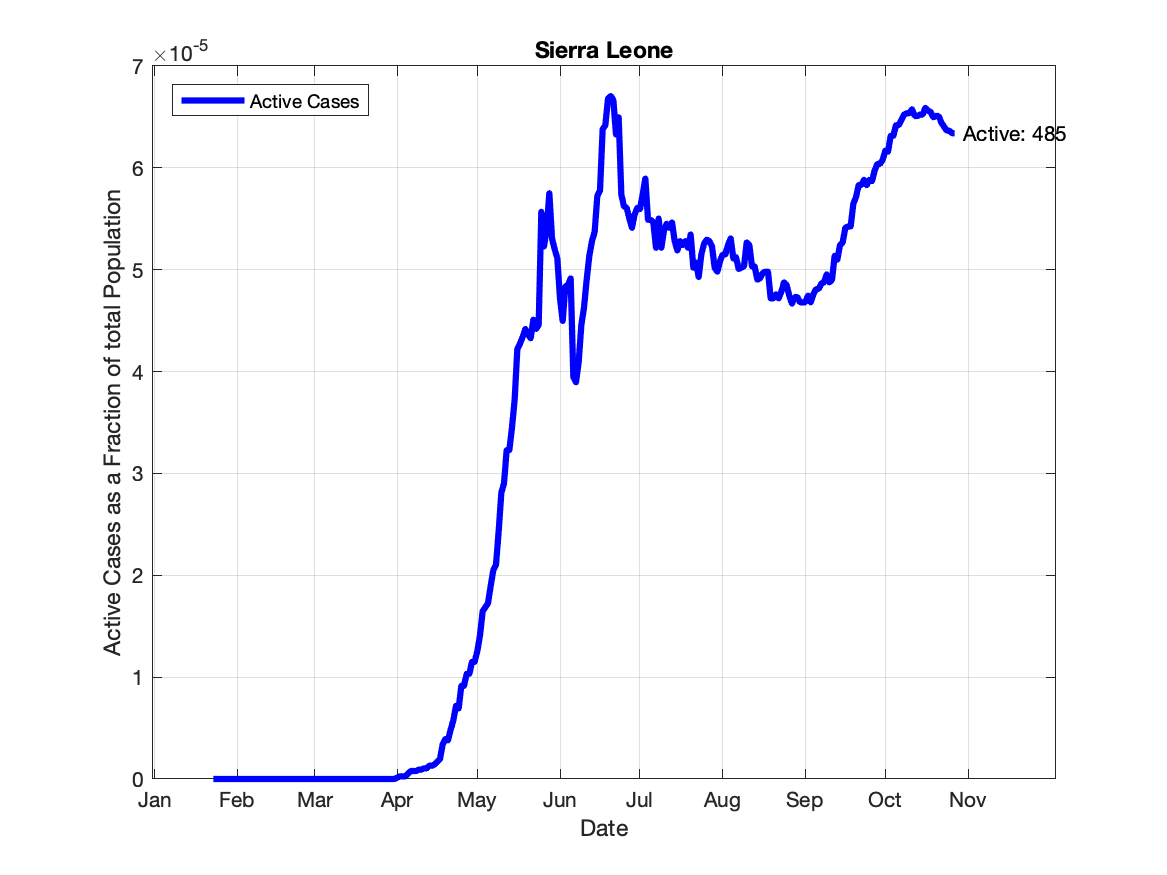 Sierra Leone
×10-5
Active Cases
Active: 485
Active Cases as a Fraction of total Population
7
6
5
4
3
2
1
0
Jan Feb Mar Apr May Jun Jul Aug Sep Oct Nov
Date